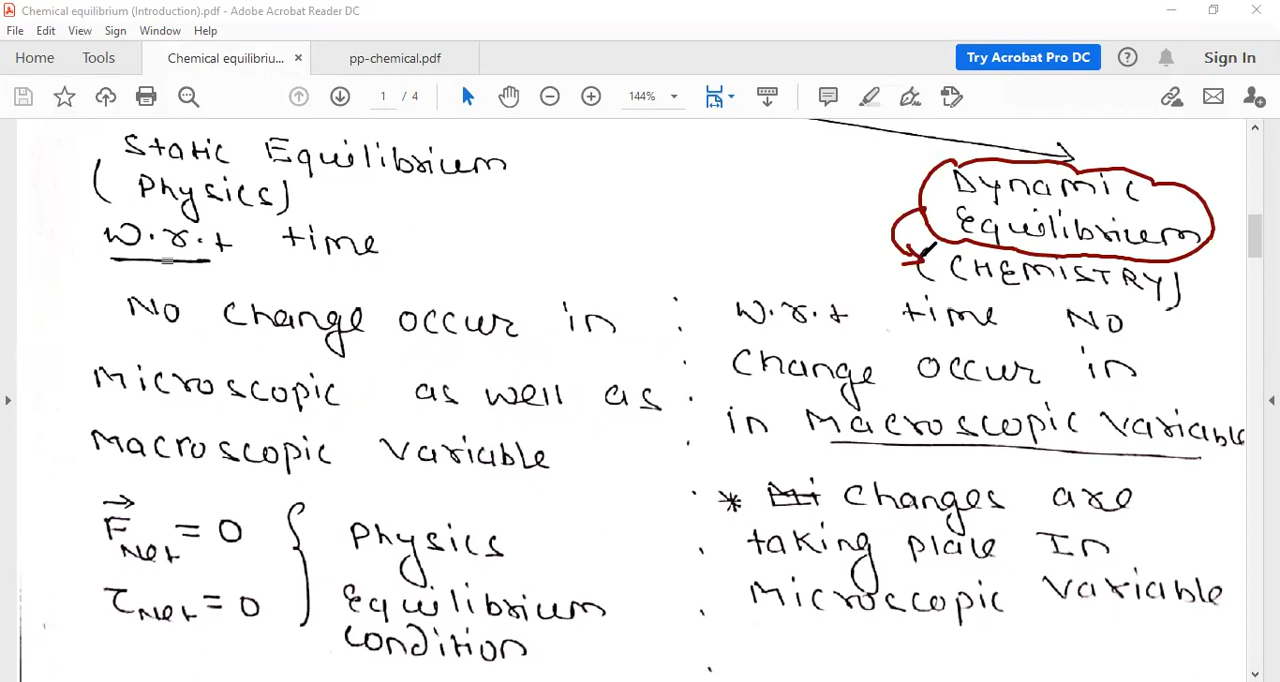 Chemical equilibrium (Introduction).pdf - Adobe Acrobat Reader DC
File Edit View Sign Window Help
Home Tools Chemical equilibriu... × pp-chemical.pdf Try Acrobat Pro DC Sign In
1 / 4 144%
Static Equilibrium
(Physics)
W.r.t time
No change occur in
Microscopic as well as
Macroscopic variable
F Net = 0
τ Net = 0
Physics
Equilibrium
condition
Dynamic
Equilibrium
(CHEMISTRY)
W.r.t time No
change occur in
in Macroscopic variable
* Mi changes are
taking place In
Microscopic variable